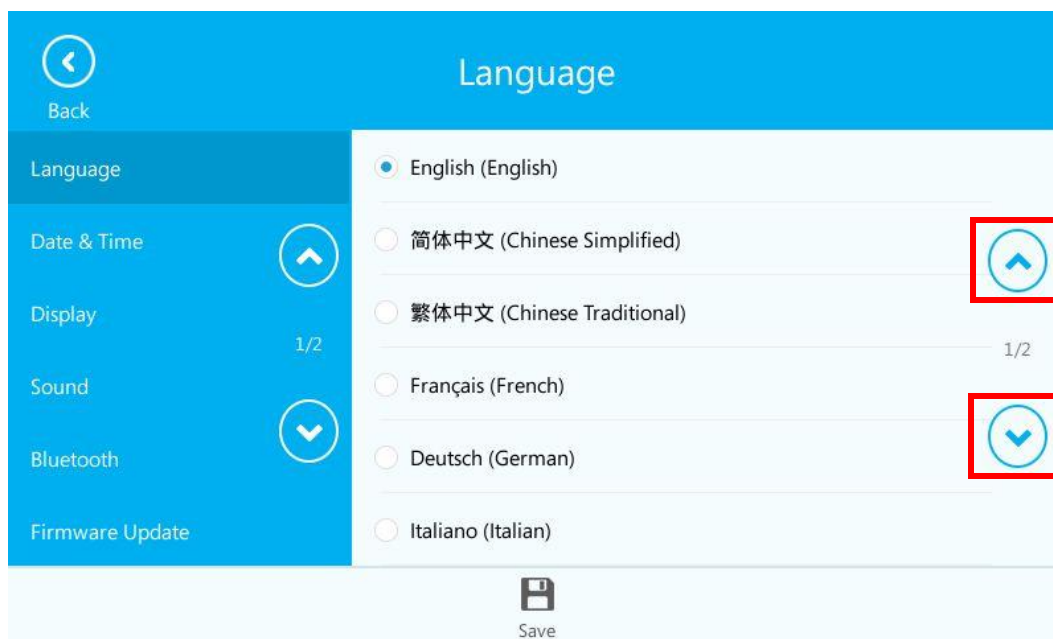 Back
Language
Language
Date & Time
Display
1/2
Sound
Bluetooth
Firmware Update
English (English)
简体中文 (Chinese Simplified)
繁体中文 (Chinese Traditional)
1/2
Français (French)
Deutsch (German)
Italiano (Italian)
Save